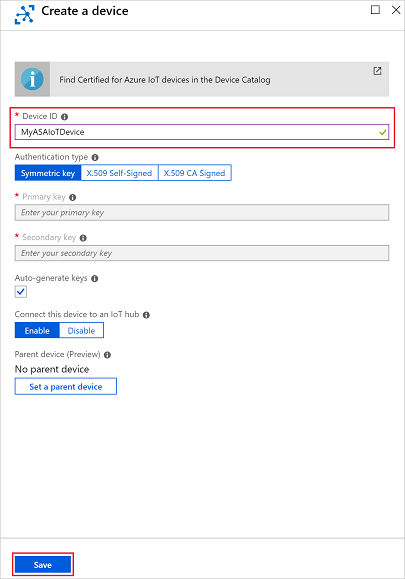 Create a device
Find Certified for Azure IoT devices in the Device Catalog
* Device ID
MyASAIoTDevice
Authentication type
Symmetric key X.509 Self-Signed X.509 CA Signed
* Primary key
Enter your primary key
* Secondary key
Enter your secondary key
Auto-generate keys
Connect this device to an IoT hub
Enable Disable
Parent device (Preview)
No parent device
Set a parent device
Save